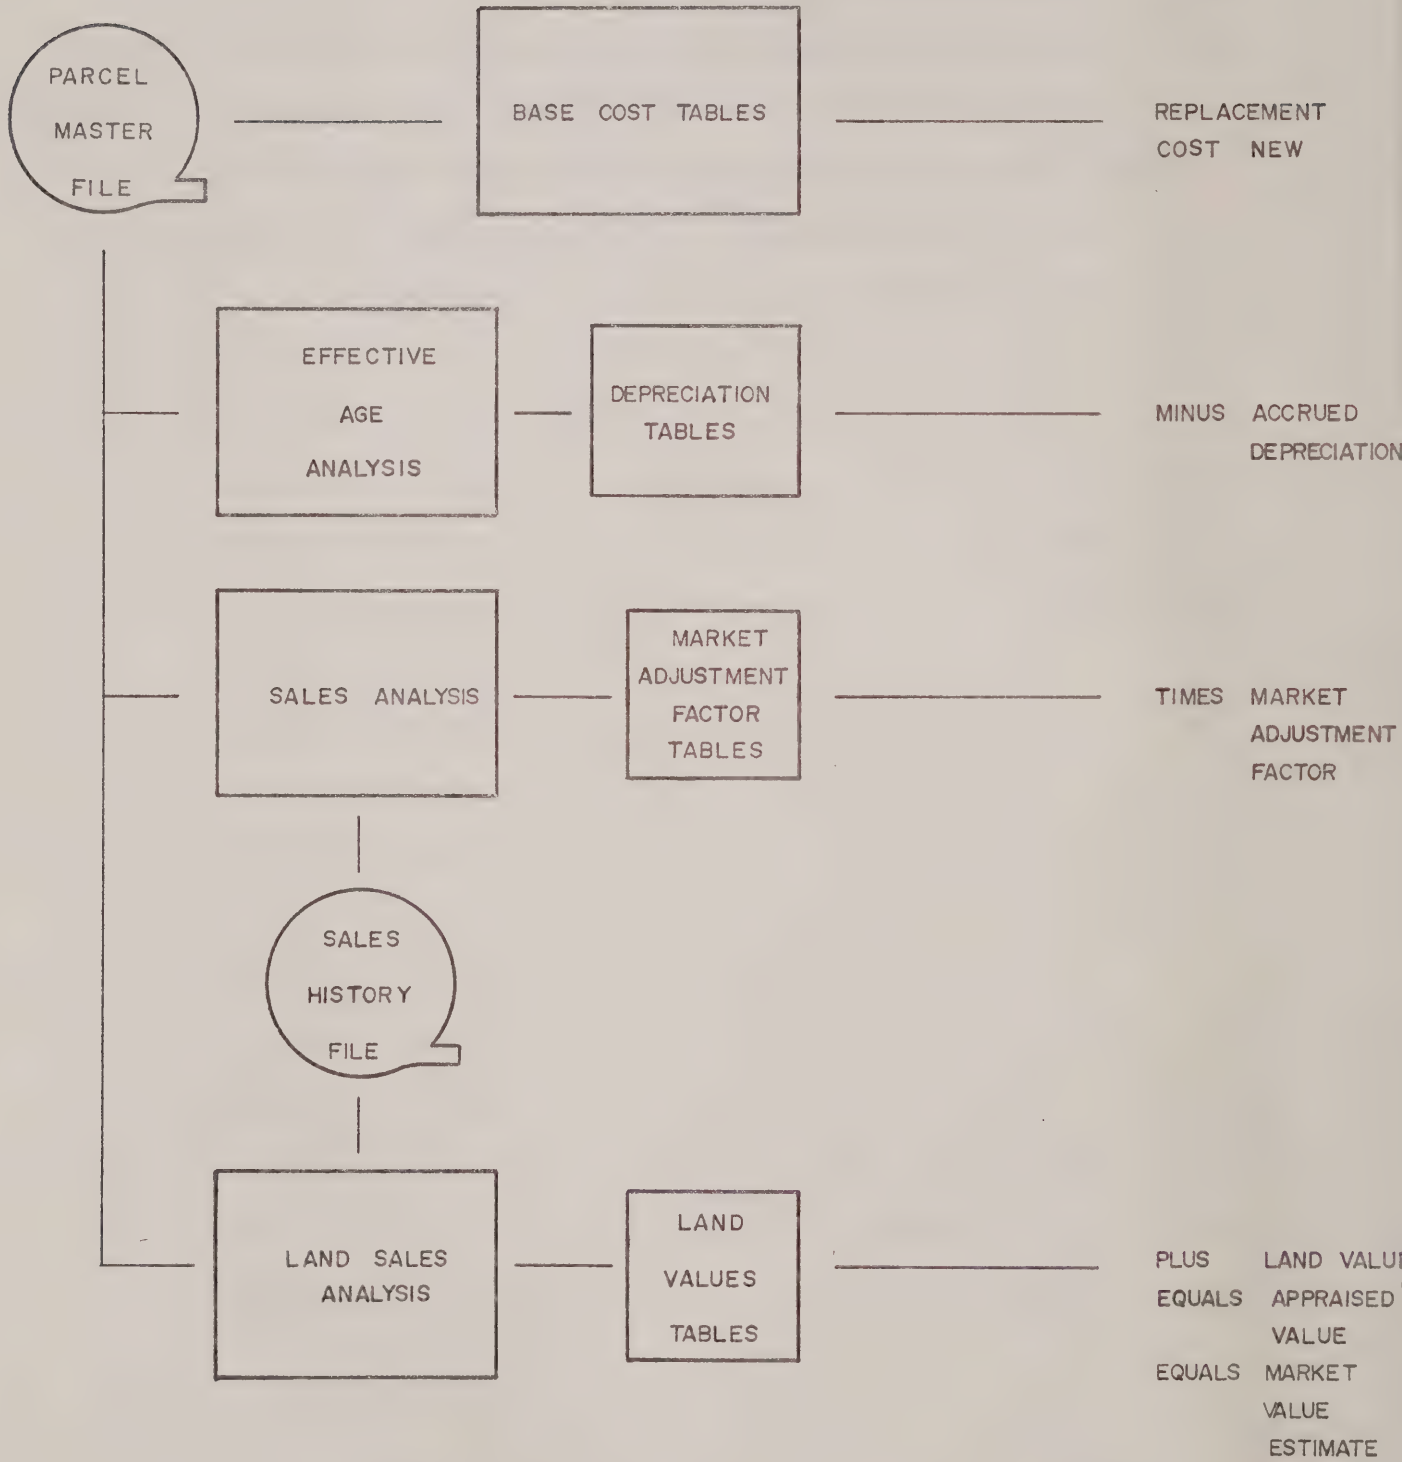 PARCEL
MASTER
FILE
BASE COST TABLES
REPLACEMENT
COST NEW
EFFECTIVE
AGE
ANALYSIS
DEPRECIATION
TABLES
MINUS ACCRUED
DEPRECIATION
SALES ANALYSIS
MARKET
ADJUSTMENT
FACTOR
TABLES
TIMES MARKET
ADJUSTMENT
FACTOR
SALES
HISTORY
FILE
LAND SALES
ANALYSIS
LAND
VALUES
TABLES
PLUS LAND VALU
EQUALS APPRAISED
VALUE
EQUALS MARKET
VALUE
ESTIMATE